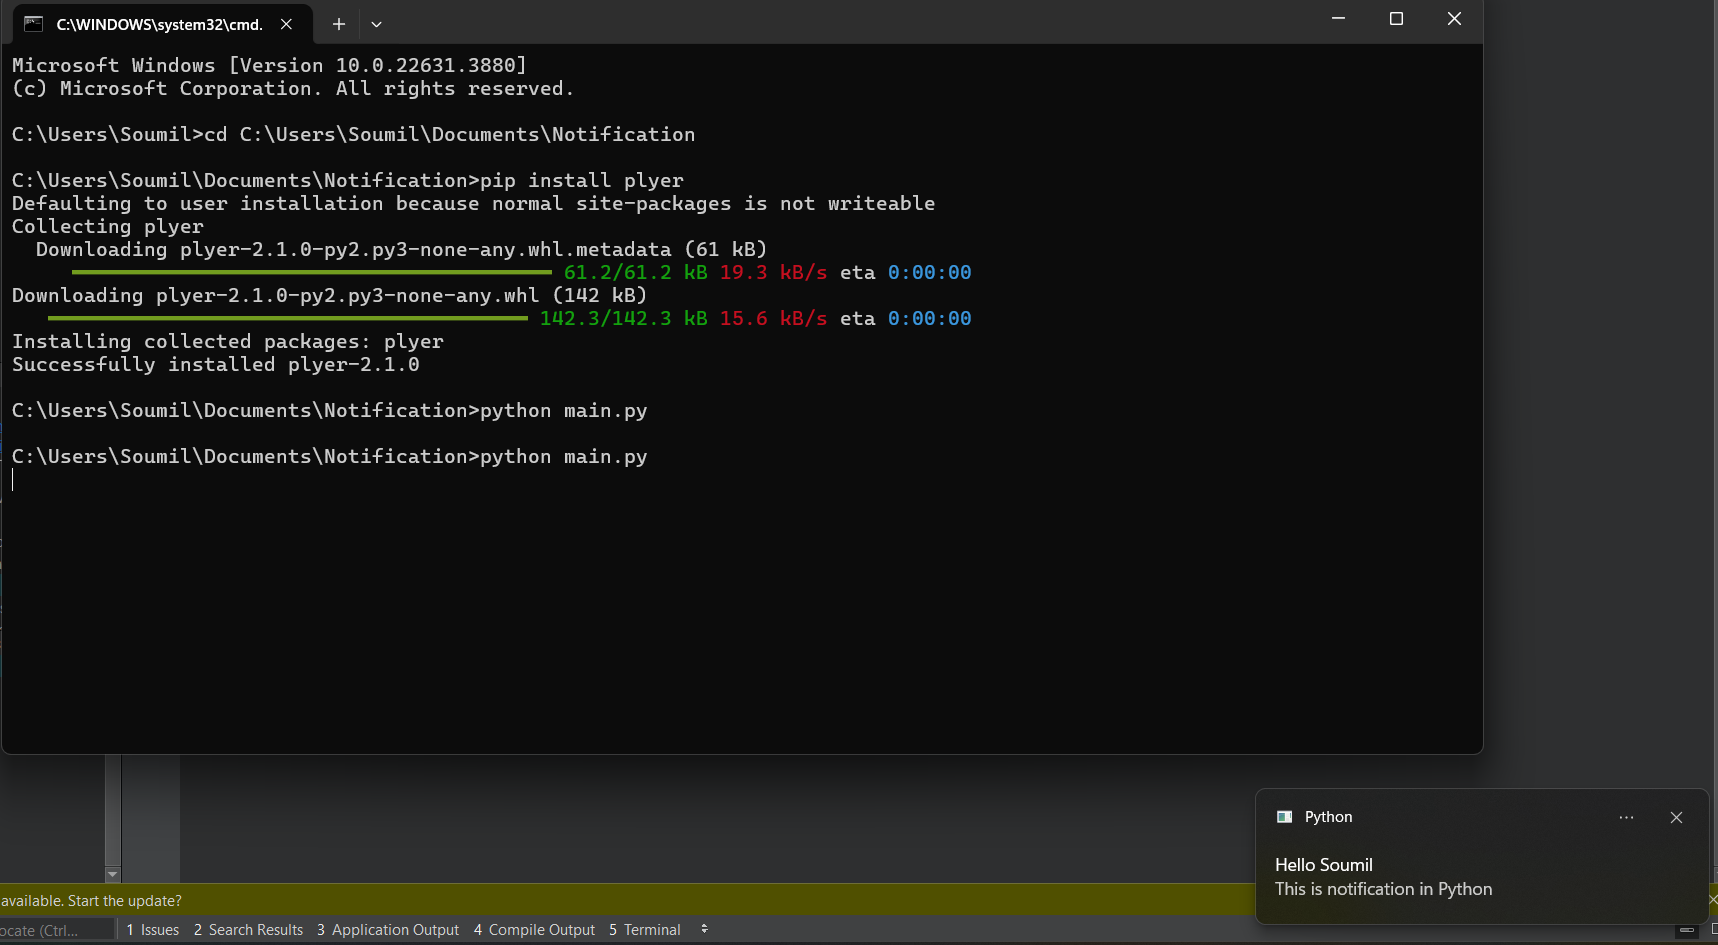 C:\WINDOWS\system32\cmd.
Microsoft Windows [Version 10.0.22631.3880]
(c) Microsoft Corporation. All rights reserved.
C:\Users\Soumil>cd C:\Users\Soumil\Documents\Notification
C:\Users\Soumil\Documents\Notification>pip install plyer
Defaulting to user installation because normal site-packages is not writeable
Collecting plyer
Downloading plyer-2.1.0-py2.py3-none-any.whl.metadata (61 kB)
61.2/61.2 kB 19.3 kB/s eta 0:00:00
Downloading plyer-2.1.0-py2.py3-none-any.whl (142 kB)
142.3/142.3 kB 15.6 kB/s eta 0:00:00
Installing collected packages: plyer
Successfully installed plyer-2.1.0
C:\Users\Soumil\Documents\Notification>python main.py
C:\Users\Soumil\Documents\Notification>python main.py
Python
Hello Soumil
This is notification in Python
available. Start the update?
ocate (Ctrl... 1 Issues 2 Search Results 3 Application Output 4 Compile Output 5 Terminal